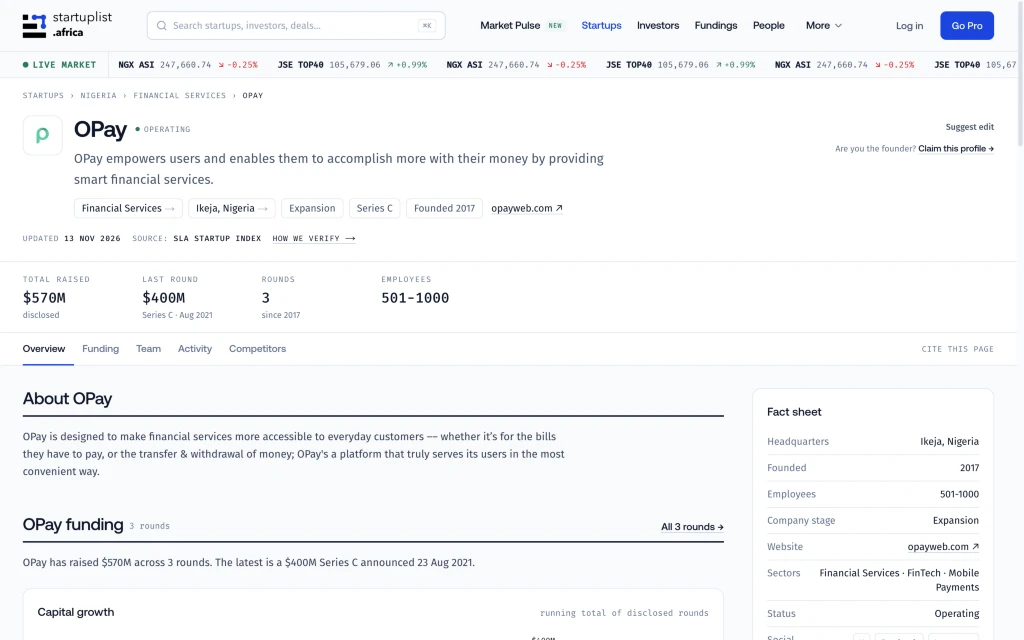 startuplist
.africa
Search startups, investors, deals...
⌘K
Market Pulse NEW
Startups
Investors
Fundings
People
More
Log in
Go Pro
LIVE MARKET
NGX ASI 247,660.74 ↘ -0.25%
JSE TOP40 105,679.06 ↗ +0.99%
NGX ASI 247,660.74 ↘ -0.25%
JSE TOP40 105,679.06 ↗ +0.99%
NGX ASI 247,660.74 ↘ -0.25%
JSE TOP40 105,67
STARTUPS › NIGERIA › FINANCIAL SERVICES › OPAY
OPay
OPERATING
Suggest edit
Are you the founder? Claim this profile →
OPay empowers users and enables them to accomplish more with their money by providing
smart financial services.
Financial Services →
Ikeja, Nigeria →
Expansion
Series C
Founded 2017
opayweb.com ↗
UPDATED 13 NOV 2026 SOURCE: SLA STARTUP INDEX HOW WE VERIFY →
TOTAL RAISED
$570M
disclosed
LAST ROUND
$400M
Series C · Aug 2021
ROUNDS
3
since 2017
EMPLOYEES
501-1000
Overview
Funding
Team
Activity
Competitors
CITE THIS PAGE
About OPay
OPay is designed to make financial services more accessible to everyday customers –– whether it's for the bills
they have to pay, or the transfer & withdrawal of money; OPay's a platform that truly serves its users in the most
convenient way.
OPay funding 3 rounds
All 3 rounds →
OPay has raised $570M across 3 rounds. The latest is a $400M Series C announced 23 Aug 2021.
Capital growth
running total of disclosed rounds
Fact sheet
Headquarters Ikeja, Nigeria
Founded 2017
Employees 501-1000
Company stage Expansion
Website opayweb.com ↗
Sectors Financial Services · FinTech · Mobile
Payments
Status Operating
Social